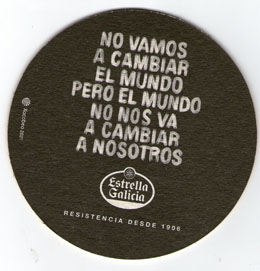 NO VAMOS
A CAMBIAR
EL MUNDO
PERO EL MUNDO
NO NOS VA
A CAMBIAR
A NOSOTROS
Estrella
Galicia
RESISTENCIA DESDE 1906